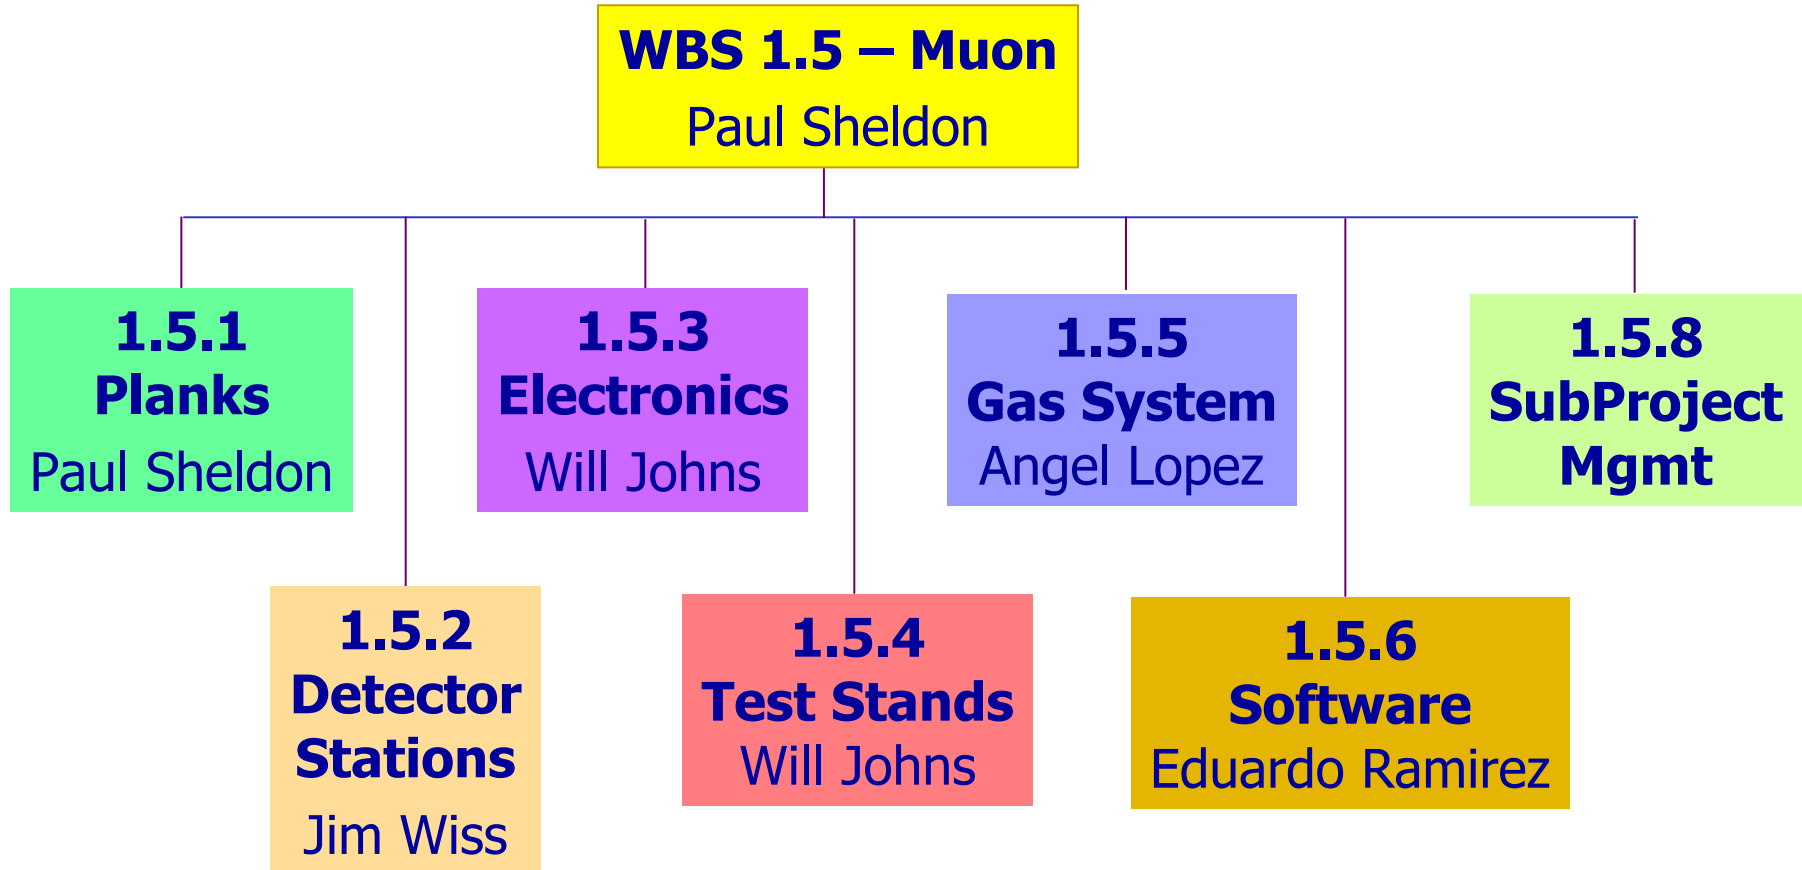 WBS 1.5 – Muon
Paul Sheldon
1.5.1
Planks
Paul Sheldon
1.5.3
Electronics
Will Johns
1.5.5
Gas System
Angel Lopez
1.5.8
SubProject
Mgmt
1.5.2
Detector
Stations
Jim Wiss
1.5.4
Test Stands
Will Johns
1.5.6
Software
Eduardo Ramirez